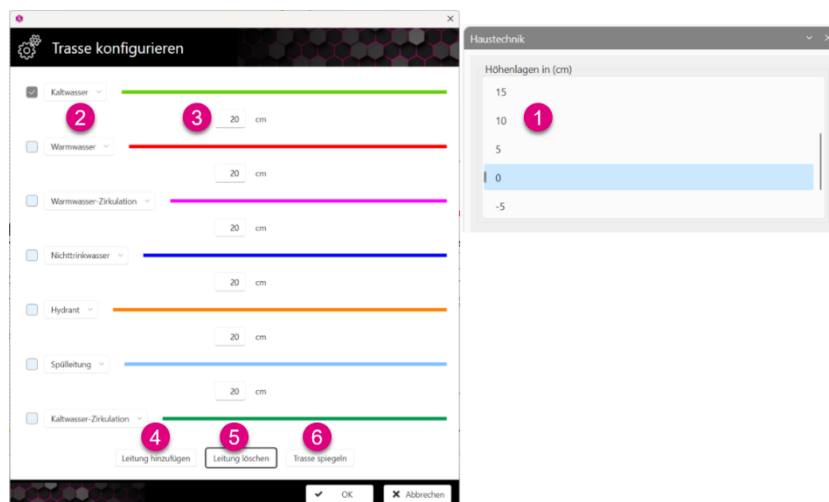 Trasse konfigurieren
Kaltwasser
2
3
20 cm
Warmwasser
20 cm
Warmwasser-Zirkulation
20 cm
Nichttrinkwasser
20 cm
Hydrant
20 cm
Spülleitung
20 cm
Kaltwasser-Zirkulation
4
5
6
Leitung hinzufügen
Leitung löschen
Trasse spiegeln
OK
Abbrechen
Haustechnik
Höhenlagen in (cm)
15
10
1
5
0
-5